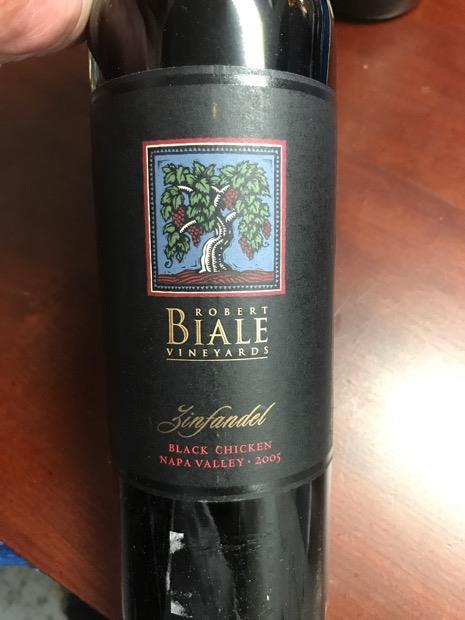 ROBERT
BIALE
VINEYARDS
Zinfandel
BLACK CHICKEN
NAPA VALLEY · 2005